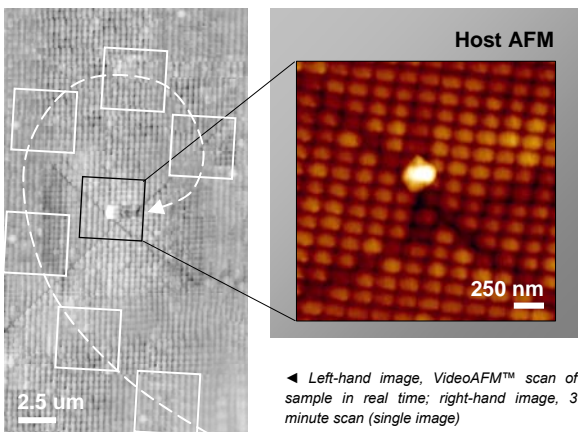 Host AFM
250 nm
2.5 um
◄ Left-hand image, VideoAFM™ scan of
sample in real time; right-hand image, 3
minute scan (single image)